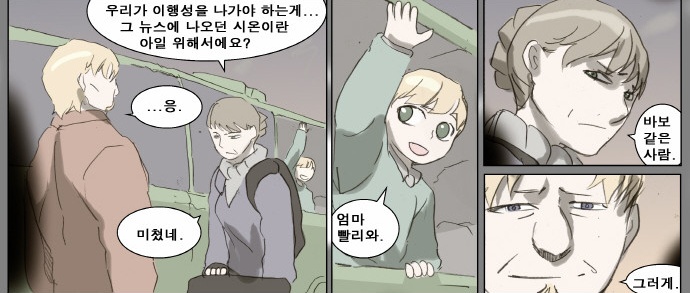 우리가 이행성을 나가야 하는게...
그 뉴스에 나오던 시온이란
아일 위해서에요?
...응.
미쳤네.
엄마
빨리와.
바보
같은
사람.
그러게.